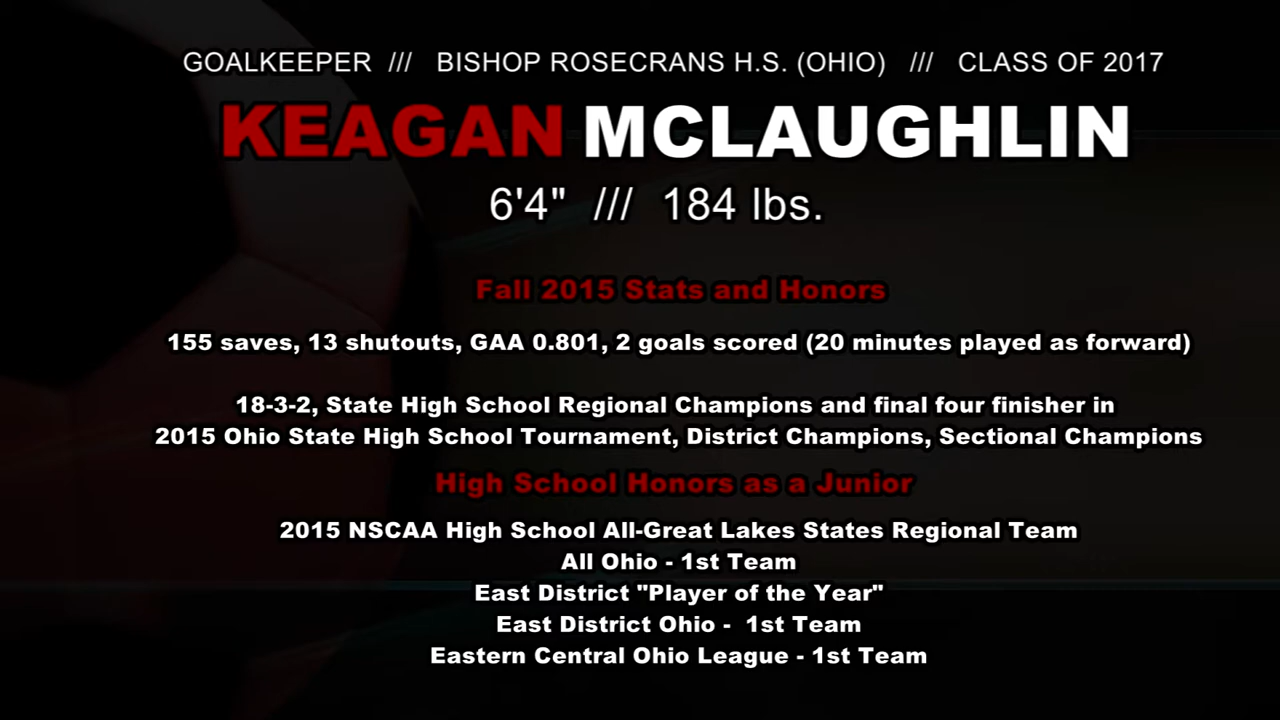 GOALKEEPER /// BISHOP ROSECRANS H.S. (OHIO) /// CLASS OF 2017
KEAGAN MCLAUGHLIN
6'4" /// 184 lbs.
Fall 2015 Stats and Honors
155 saves, 13 shutouts, GAA 0.801, 2 goals scored (20 minutes played as forward)
18-3-2, State High School Regional Champions and final four finisher in
2015 Ohio State High School Tournament, District Champions, Sectional Champions
High School Honors as a Junior
2015 NSCAA High School All-Great Lakes States Regional Team
All Ohio - 1st Team
East District "Player of the Year"
East District Ohio - 1st Team
Eastern Central Ohio League - 1st Team